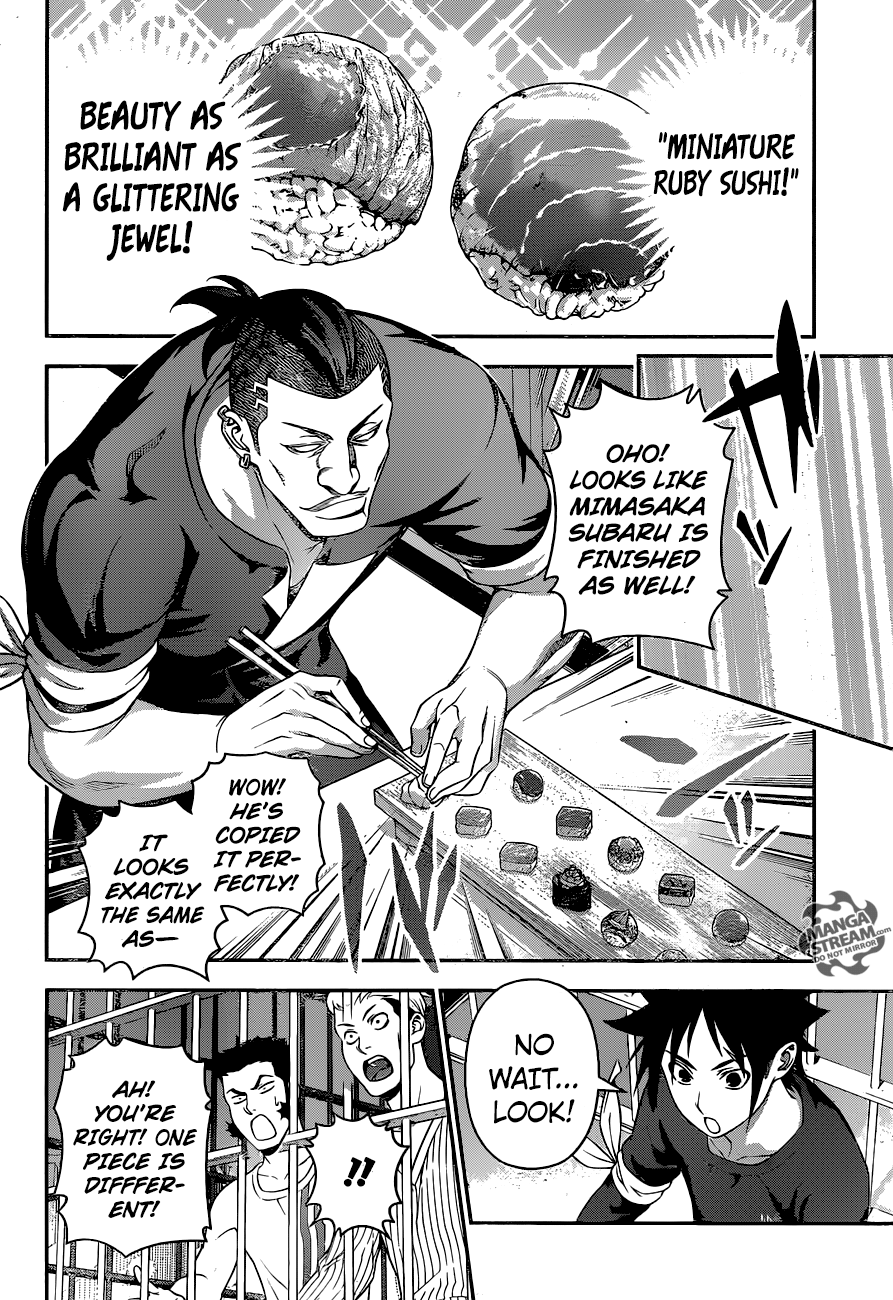 "MINIATURE
RUBY SUSHI!"
BEAUTY AS
BRILLIANT AS
A GLITTERING
JEWEL!
OHO!
LOOKS LIKE
MIMASAKA
SUBARU IS
FINISHED
AS WELL!
WOW!
HE'S
COPIED
IT PER-
FECTLY!
IT
LOOKS
EXACTLY
THE SAME
AS—
MANGA
STREAM.com
DO NOT MIRROR
NO
WAIT...
LOOK!
!!
AH!
YOU'RE
RIGHT! ONE
PIECE IS
DIFFFER-
ENT!